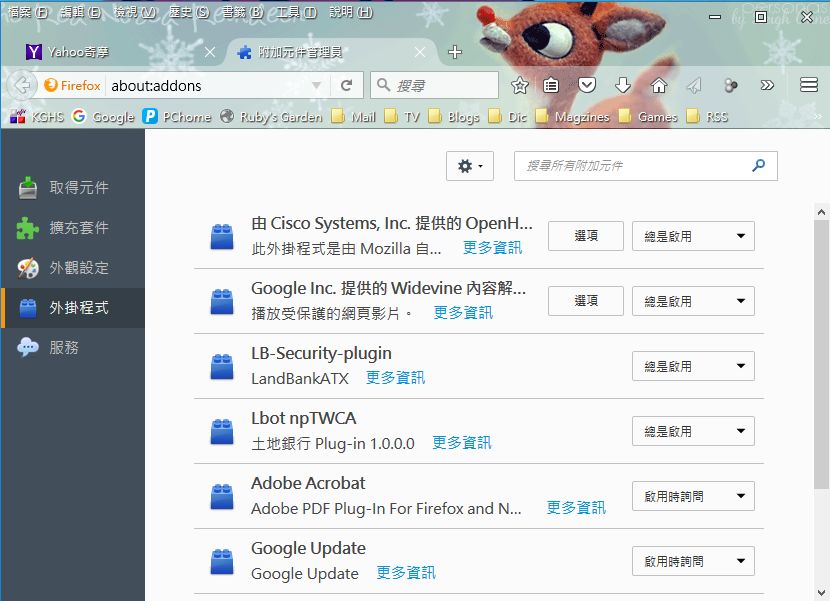 檔案 (F) 編輯 (E) 檢視 (V) 歷史 (S) 書籤 (B) 工具 (T) 說明 (H)
Yahoo奇摩
附加元件管理員
Firefox about:addons
搜尋
KGHS Google PChome Ruby's Garden Mail TV Blogs Dic Magzines Games RSS
搜尋所有附加元件
取得元件
擴充套件
外觀設定
外掛程式
服務
由 Cisco Systems, Inc. 提供的 OpenH...
此外掛程式是由 Mozilla 自... 更多資訊
選項 總是啟用
Google Inc. 提供的 Widevine 內容解...
播放受保護的網頁影片。 更多資訊
選項 總是啟用
LB-Security-plugin
LandBankATX 更多資訊
總是啟用
Lbot npTWCA
土地銀行 Plug-in 1.0.0.0 更多資訊
總是啟用
Adobe Acrobat
Adobe PDF Plug-In For Firefox and N... 更多資訊
啟用時詢問
Google Update
Google Update 更多資訊
啟用時詢問